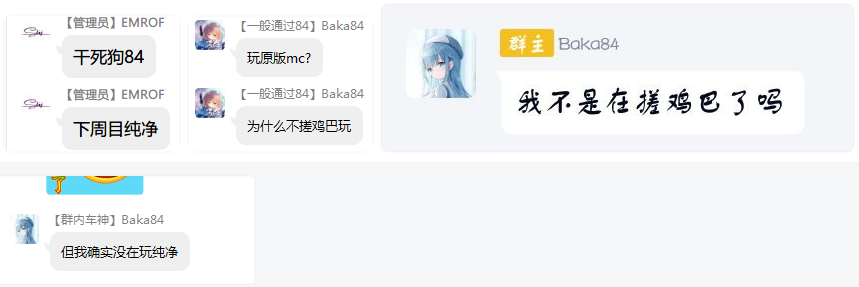 【管理员】EMROF
干死狗84
【管理员】EMROF
下周目纯净
【一般通过84】Baka84
玩原版mc?
【一般通过84】Baka84
为什么不搓鸡巴玩
群主 Baka84
我不是在搓鸡巴了吗
了
【群内车神】Baka84
但我确实没在玩纯净